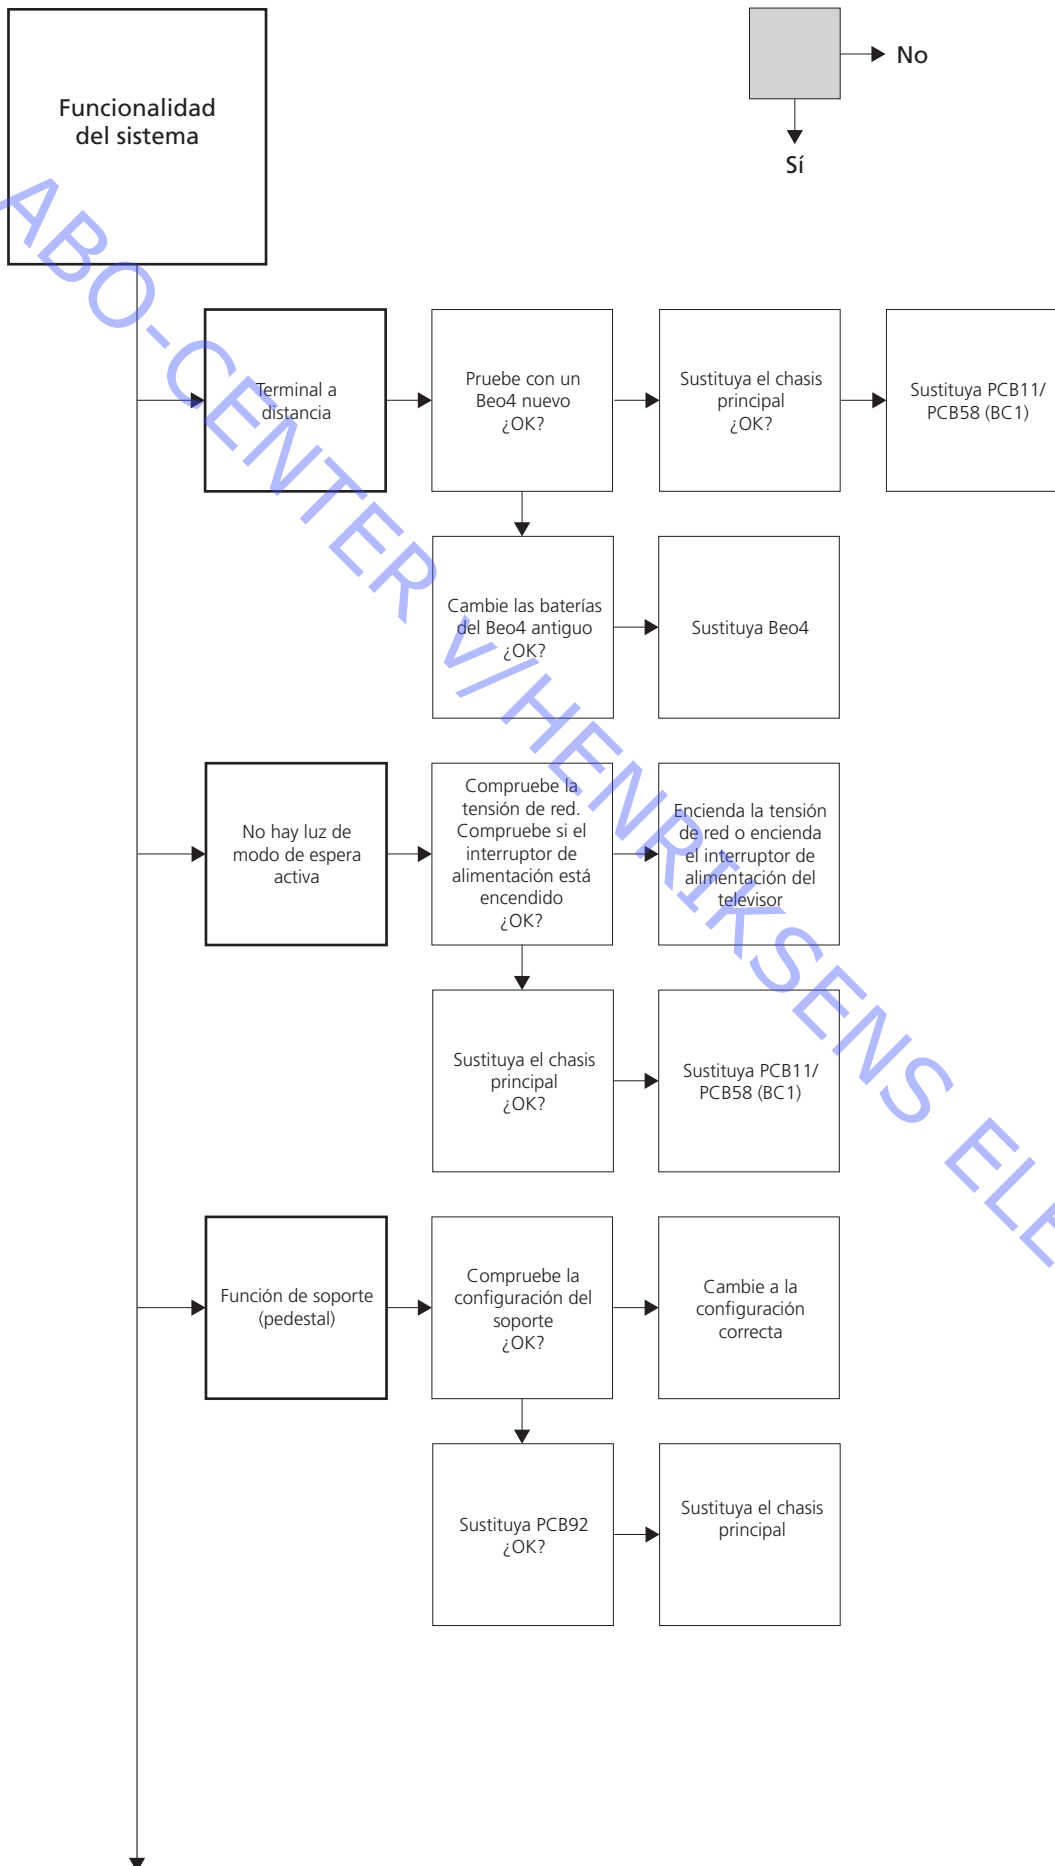 Funcionalidad
del sistema
No
Sí
Terminal a
distancia
Pruebe con un
Beo4 nuevo
¿OK?
Sustituya el chasis
principal
¿OK?
Sustituya PCB11/
PCB58 (BC1)
Cambie las baterías
del Beo4 antiguo
¿OK?
Sustituya Beo4
No hay luz de
modo de espera
activa
Compruebe la
tensión de red.
Compruebe si el
interruptor de
alimentación está
encendido
¿OK?
Encienda la tensión
de red o encienda
el interruptor de
alimentación del
televisor
Sustituya el chasis
principal
¿OK?
Sustituya PCB11/
PCB58 (BC1)
Función de soporte
(pedestal)
Compruebe la
configuración del
soporte
¿OK?
Cambie a la
configuración
correcta
Sustituya PCB92
¿OK?
Sustituya el chasis
principal
ABO-CENTER v/HENRIKSENS ELE